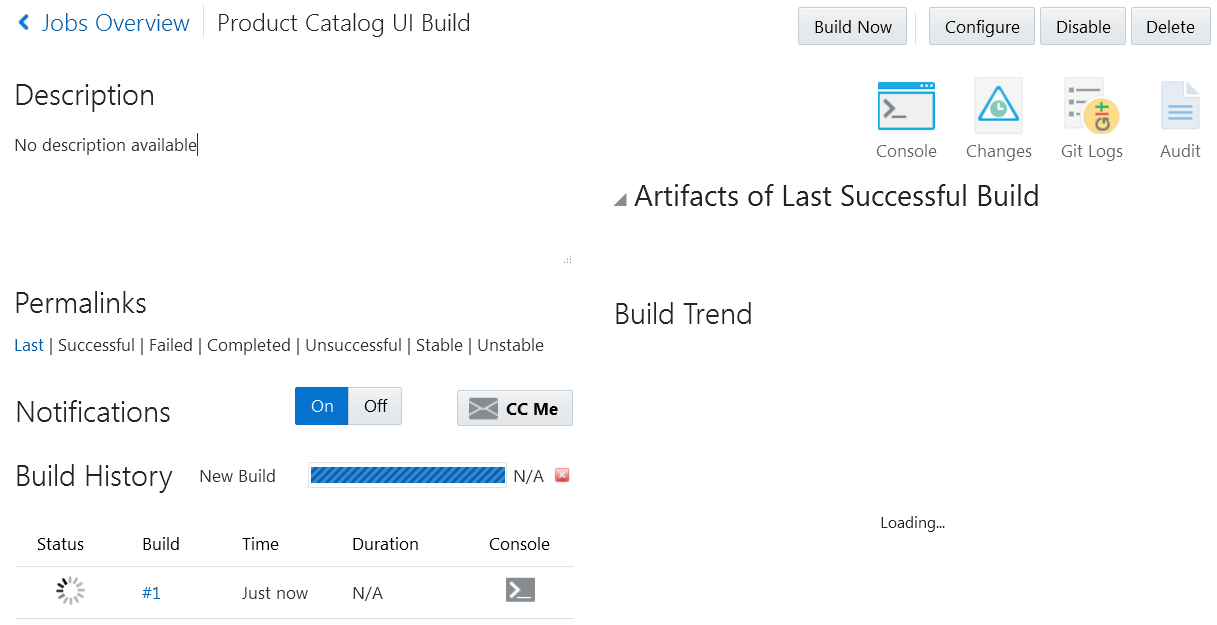 Jobs Overview Product Catalog UI Build
Build Now Configure Disable Delete
Description
No description available
Console Changes Git Logs Audit
Artifacts of Last Successful Build
Permalinks
Last | Successful | Failed | Completed | Unsuccessful | Stable | Unstable
Build Trend
Notifications On Off CC Me
Build History New Build N/A
Loading...
Status Build Time Duration Console
#1 Just now N/A